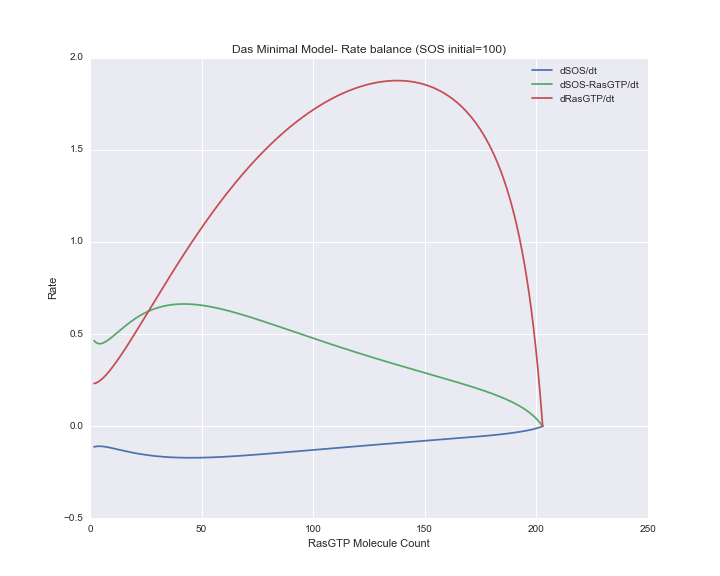 Das Minimal Model- Rate balance (SOS initial=100)
dSOS/dt
dSOS-RasGTP/dt
dRasGTP/dt
2.0
1.5
1.0
0.5
0.0
−0.5
Rate
0 50 100 150 200 250
RasGTP Molecule Count